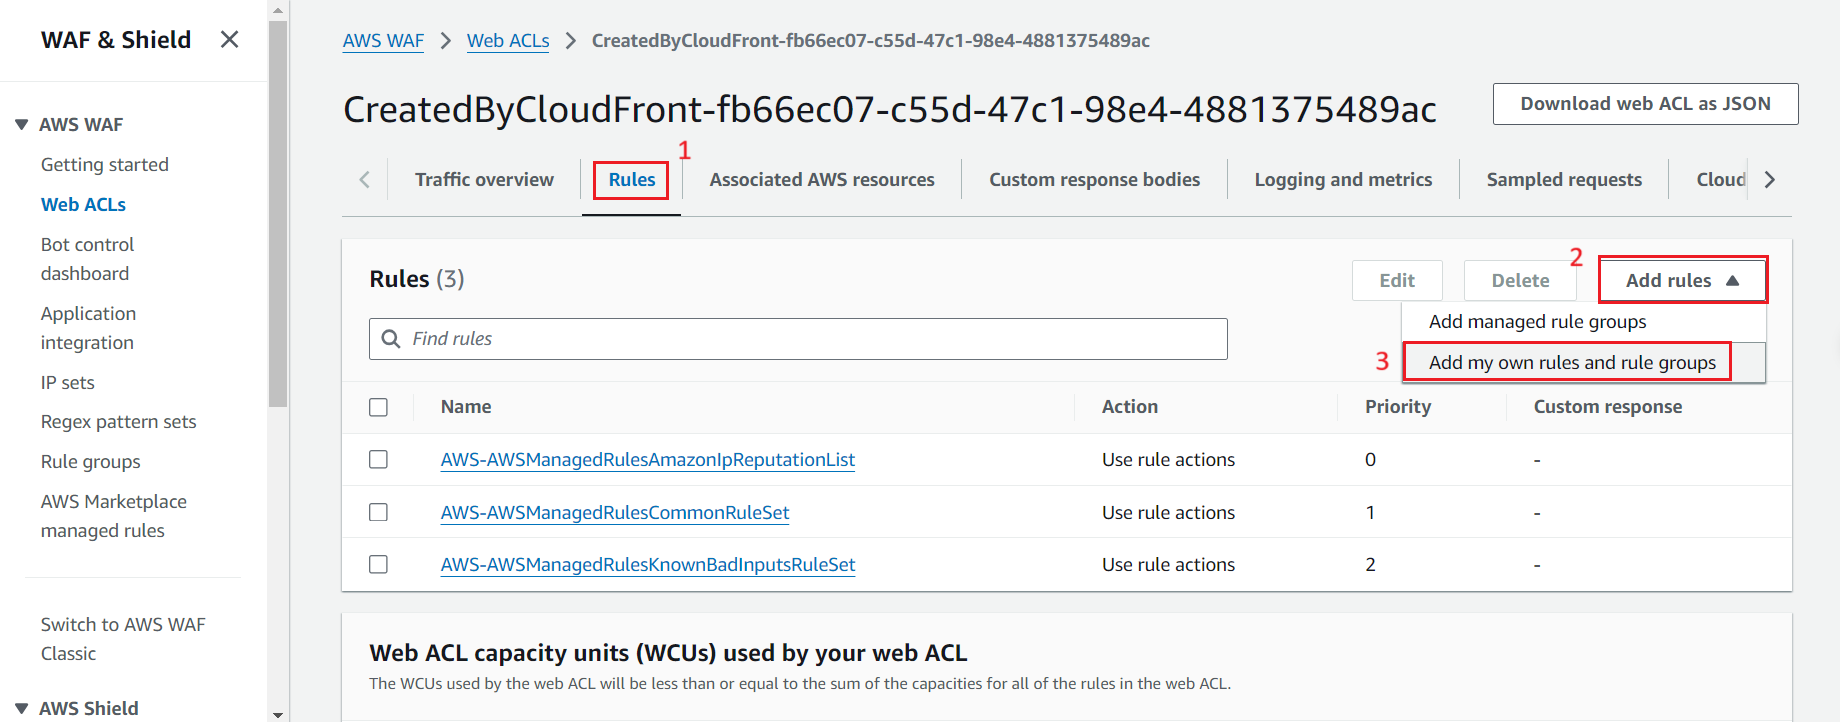 WAF & Shield
AWS WAF
Getting started
Web ACLs
Bot control
dashboard
Application
integration
IP sets
Regex pattern sets
Rule groups
AWS Marketplace
managed rules
Switch to AWS WAF
Classic
AWS Shield
AWS WAF > Web ACLs > CreatedByCloudFront-fb66ec07-c55d-47c1-98e4-4881375489ac
CreatedByCloudFront-fb66ec07-c55d-47c1-98e4-4881375489ac
Download web ACL as JSON
1
Traffic overview Rules Associated AWS resources Custom response bodies Logging and metrics Sampled requests Cloud
2
Rules (3) Edit Delete Add rules
Add managed rule groups
Find rules
3 Add my own rules and rule groups
Name Action Priority Custom response
AWS-AWSManagedRulesAmazonIpReputationList Use rule actions 0 -
AWS-AWSManagedRulesCommonRuleSet Use rule actions 1 -
AWS-AWSManagedRulesKnownBadInputsRuleSet Use rule actions 2 -
Web ACL capacity units (WCUs) used by your web ACL
The WCUs used by the web ACL will be less than or equal to the sum of the capacities for all of the rules in the web ACL.